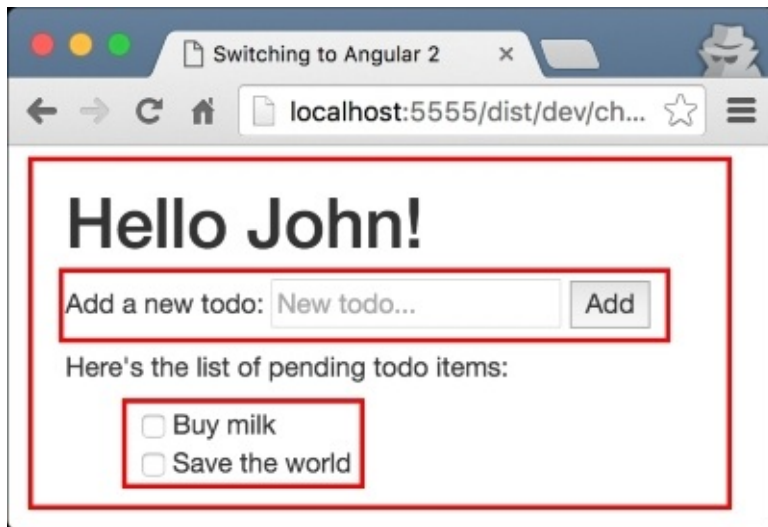 Switching to Angular 2
localhost:5555/dist/dev/ch...
Hello John!
Add a new todo: New todo... Add
Here's the list of pending todo items:
Buy milk
Save the world